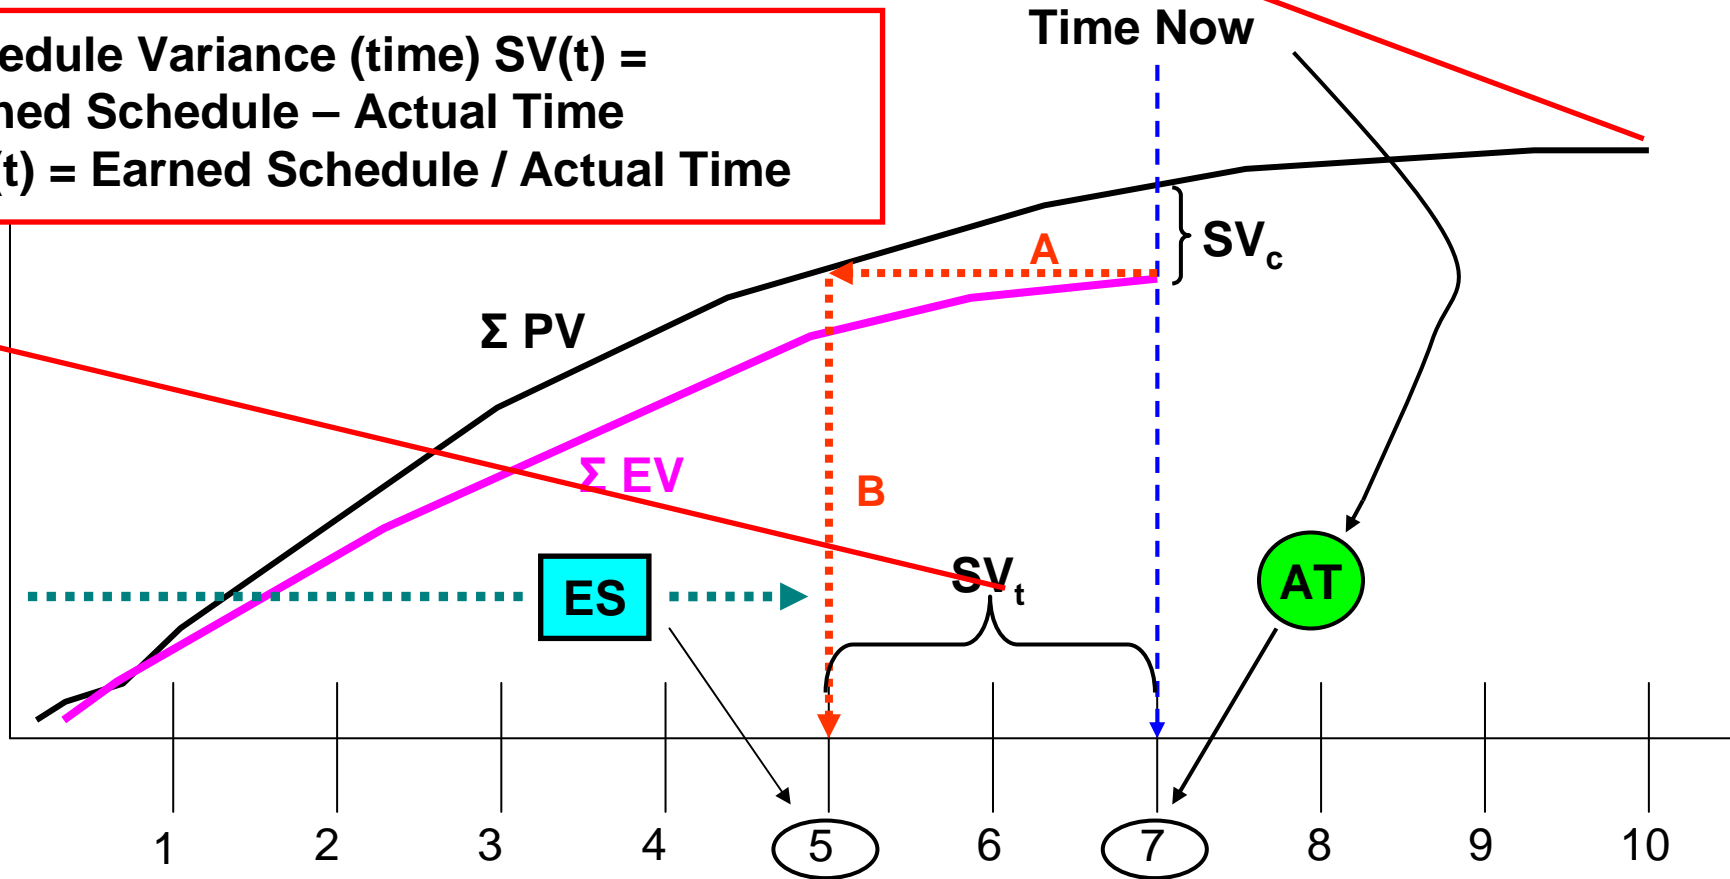 Time Now
edule Variance (time) SV(t) =
ned Schedule – Actual Time
(t) = Earned Schedule / Actual Time
A
SVc
Σ PV
Σ EV
B
ES
SVt
AT
1 2 3 4 5 6 7 8 9 10